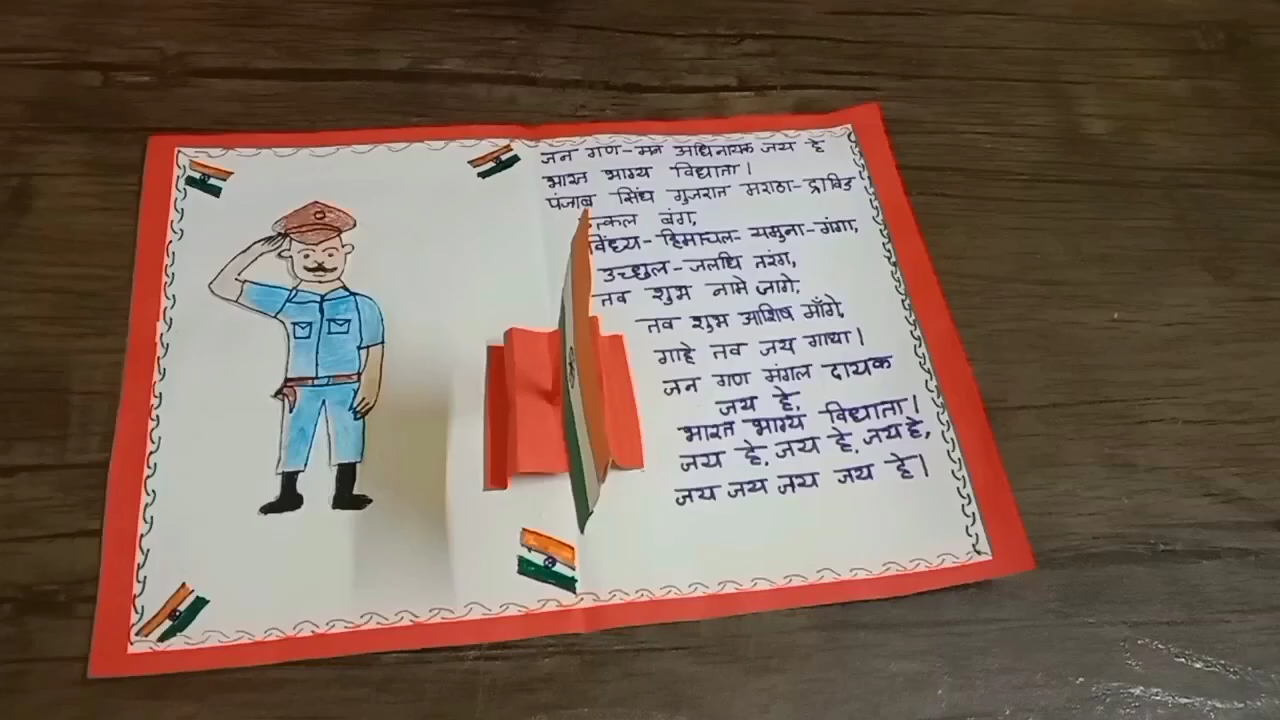 जन गण-मन अधिनायक जय हे
भारत भाग्य विधाता।
पंजाब सिंध गुजरात मराठा-द्राविड
त्कल बंग,
विंध्य-हिमाचल-यमुना-गंगा,
उच्छल-जलधि तरंग,
तव शुभ नामे जागे,
तव शुभ आशिष माँगे,
गाहे तव जय गाथा।
जन गण मंगल दायक
जय हे,
भारत भाग्य विधाता।
जय हे, जय हे, जय हे,
जय जय जय जय हे।